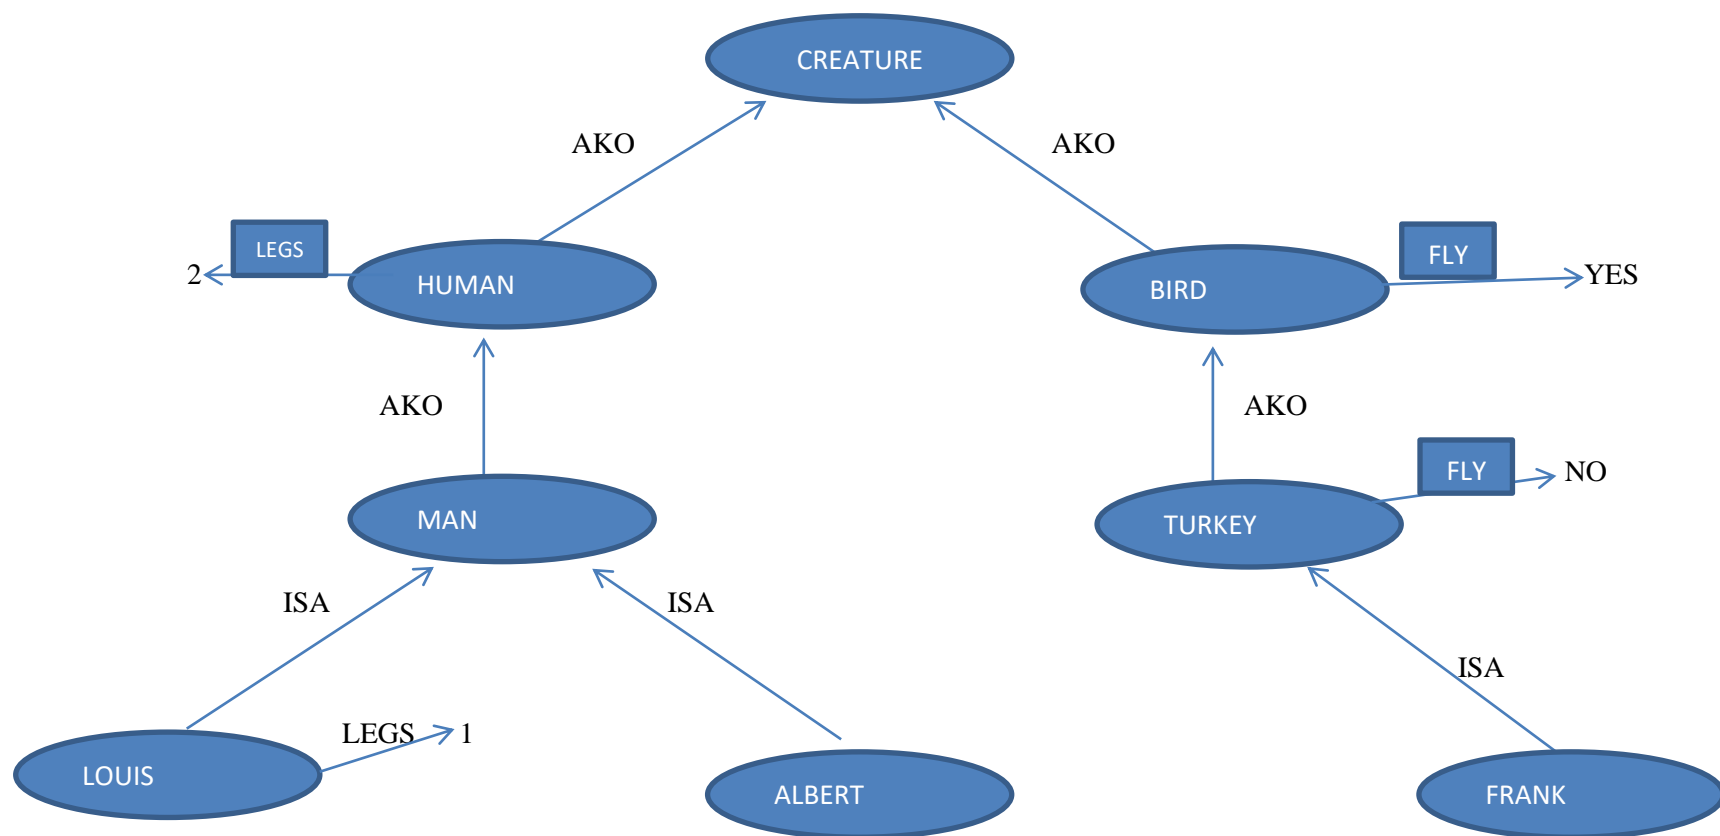 CREATURE
AKO
AKO
LEGS
2
HUMAN
FLY
BIRD
YES
AKO
AKO
FLY
NO
MAN
TURKEY
ISA
ISA
ISA
LEGS
1
LOUIS
ALBERT
FRANK